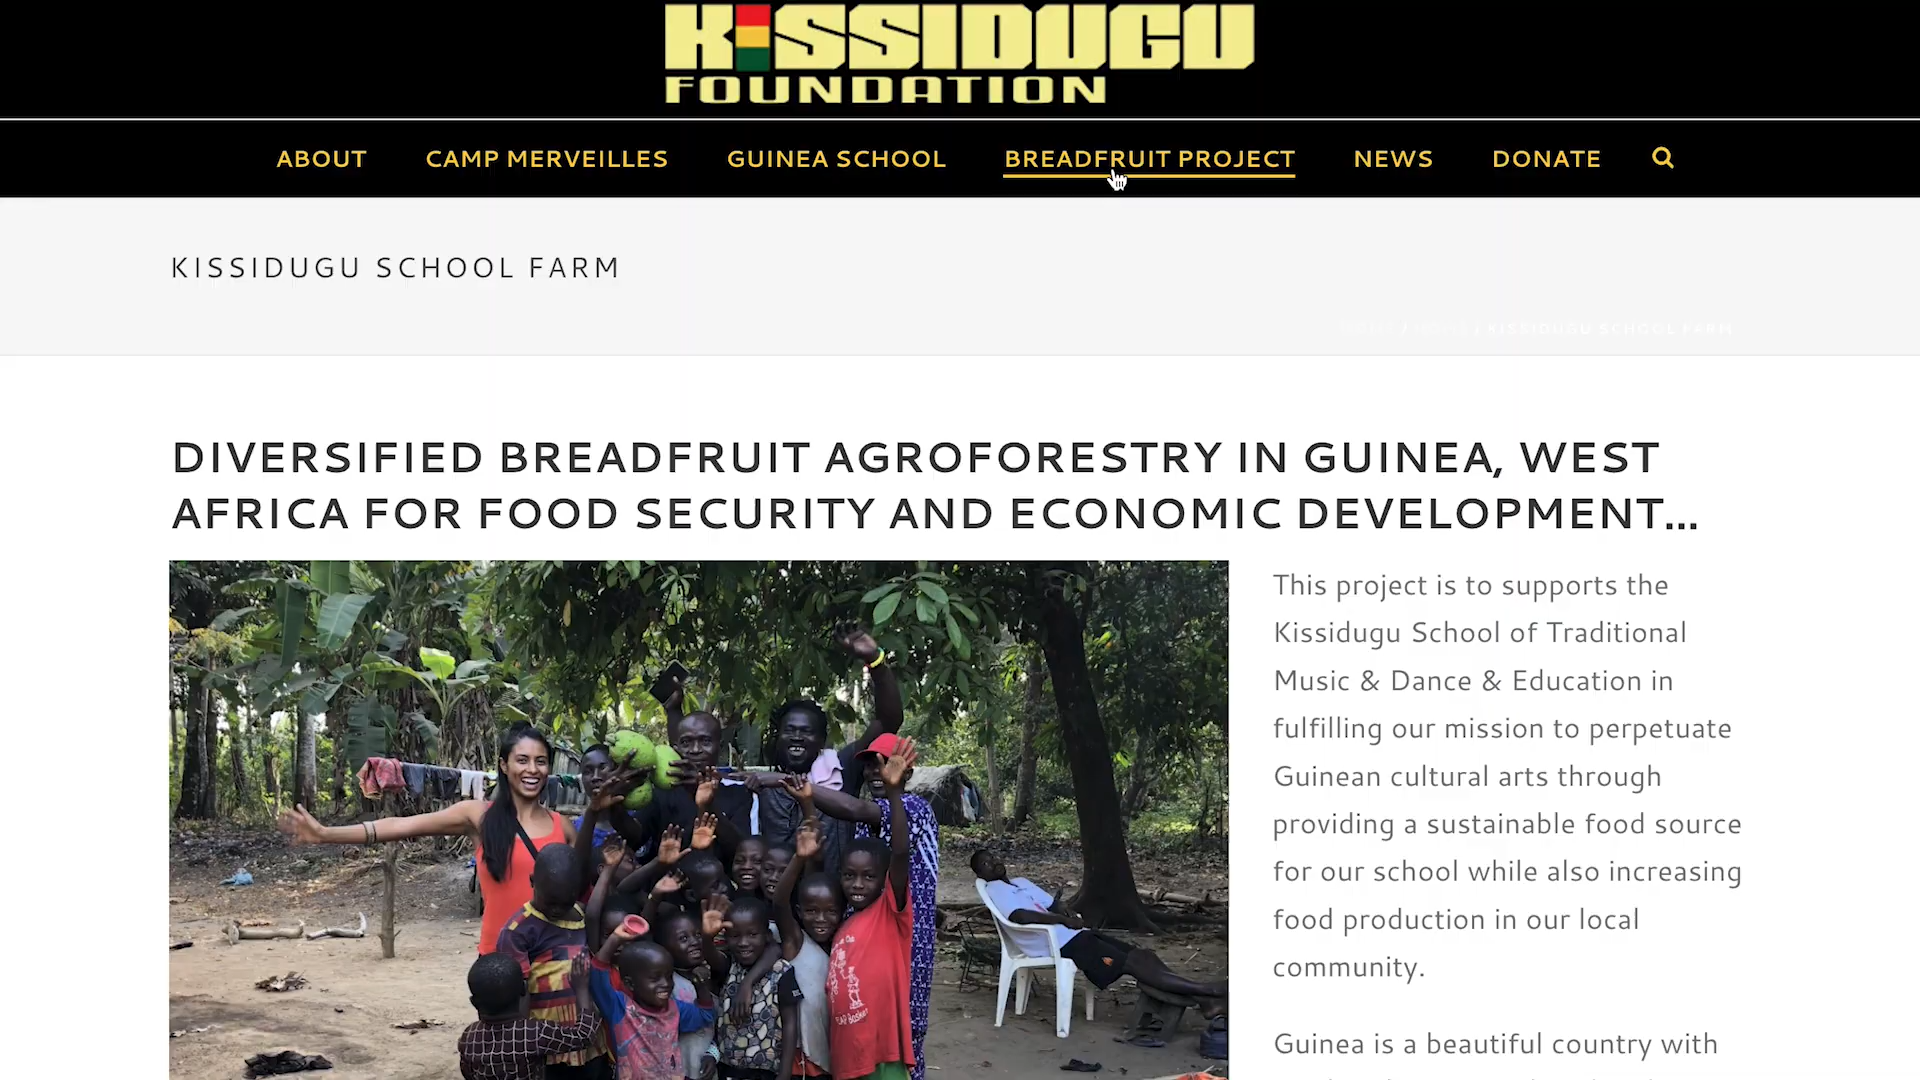 KISSIDUGU
FOUNDATION
ABOUT CAMP MERVEILLES GUINEA SCHOOL BREADFRUIT PROJECT NEWS DONATE
KISSIDUGU SCHOOL FARM
/ / KISSIDUGU SCHOOL FARM
DIVERSIFIED BREADFRUIT AGROFORESTRY IN GUINEA, WEST
AFRICA FOR FOOD SECURITY AND ECONOMIC DEVELOPMENT...
This project is to supports the
Kissidugu School of Traditional
Music & Dance & Education in
fulfilling our mission to perpetuate
Guinean cultural arts through
providing a sustainable food source
for our school while also increasing
food production in our local
community.
Guinea is a beautiful country with